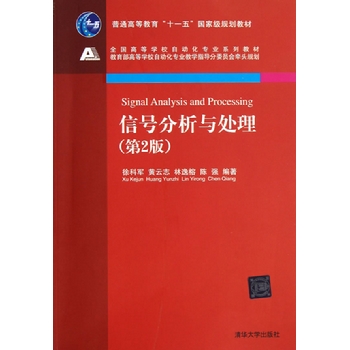 普通高等教育“十一五”国家级规划教材
全国高等学校自动化专业系列教材
教育部高等学校自动化专业教学指导分委员会牵头规划
Signal Analysis and Processing
信号分析与处理
(第2版)
徐科军 黄云志 林逸榕 陈强 编著
Xu Kejun Huang Yunzhi Lin Yirong Chen Qiang
清华大学出版社